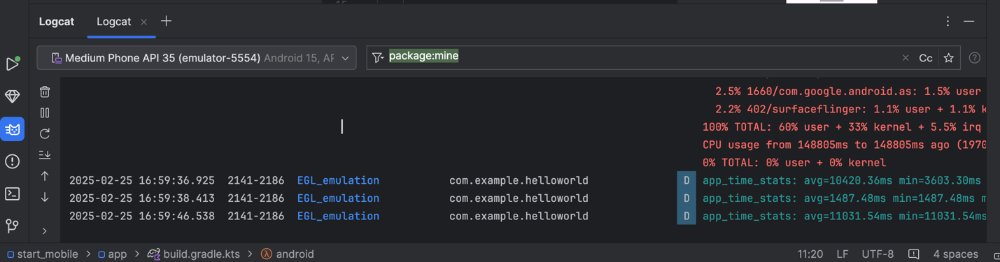 15
Logcat Logcat
Medium Phone API 35 (emulator-5554) Android 15, AP package:mine Cc
2.5% 1660/com.google.android.as: 1.5% user
2.2% 402/surfaceflinger: 1.1% user + 1.1% k
100% TOTAL: 60% user + 33% kernel + 5.5% irq
CPU usage from 148805ms to 148805ms ago (1970
0% TOTAL: 0% user + 0% kernel
2025-02-25 16:59:36.925 2141-2186 EGL_emulation com.example.helloworld D app_time_stats: avg=10420.36ms min=3603.30ms
2025-02-25 16:59:38.413 2141-2186 EGL_emulation com.example.helloworld D app_time_stats: avg=1487.48ms min=1487.48ms m
2025-02-25 16:59:46.538 2141-2186 EGL_emulation com.example.helloworld D app_time_stats: avg=11031.54ms min=11031.54ms
start_mobile > app > build.gradle.kts > android 11:20 LF UTF-8 4 spaces